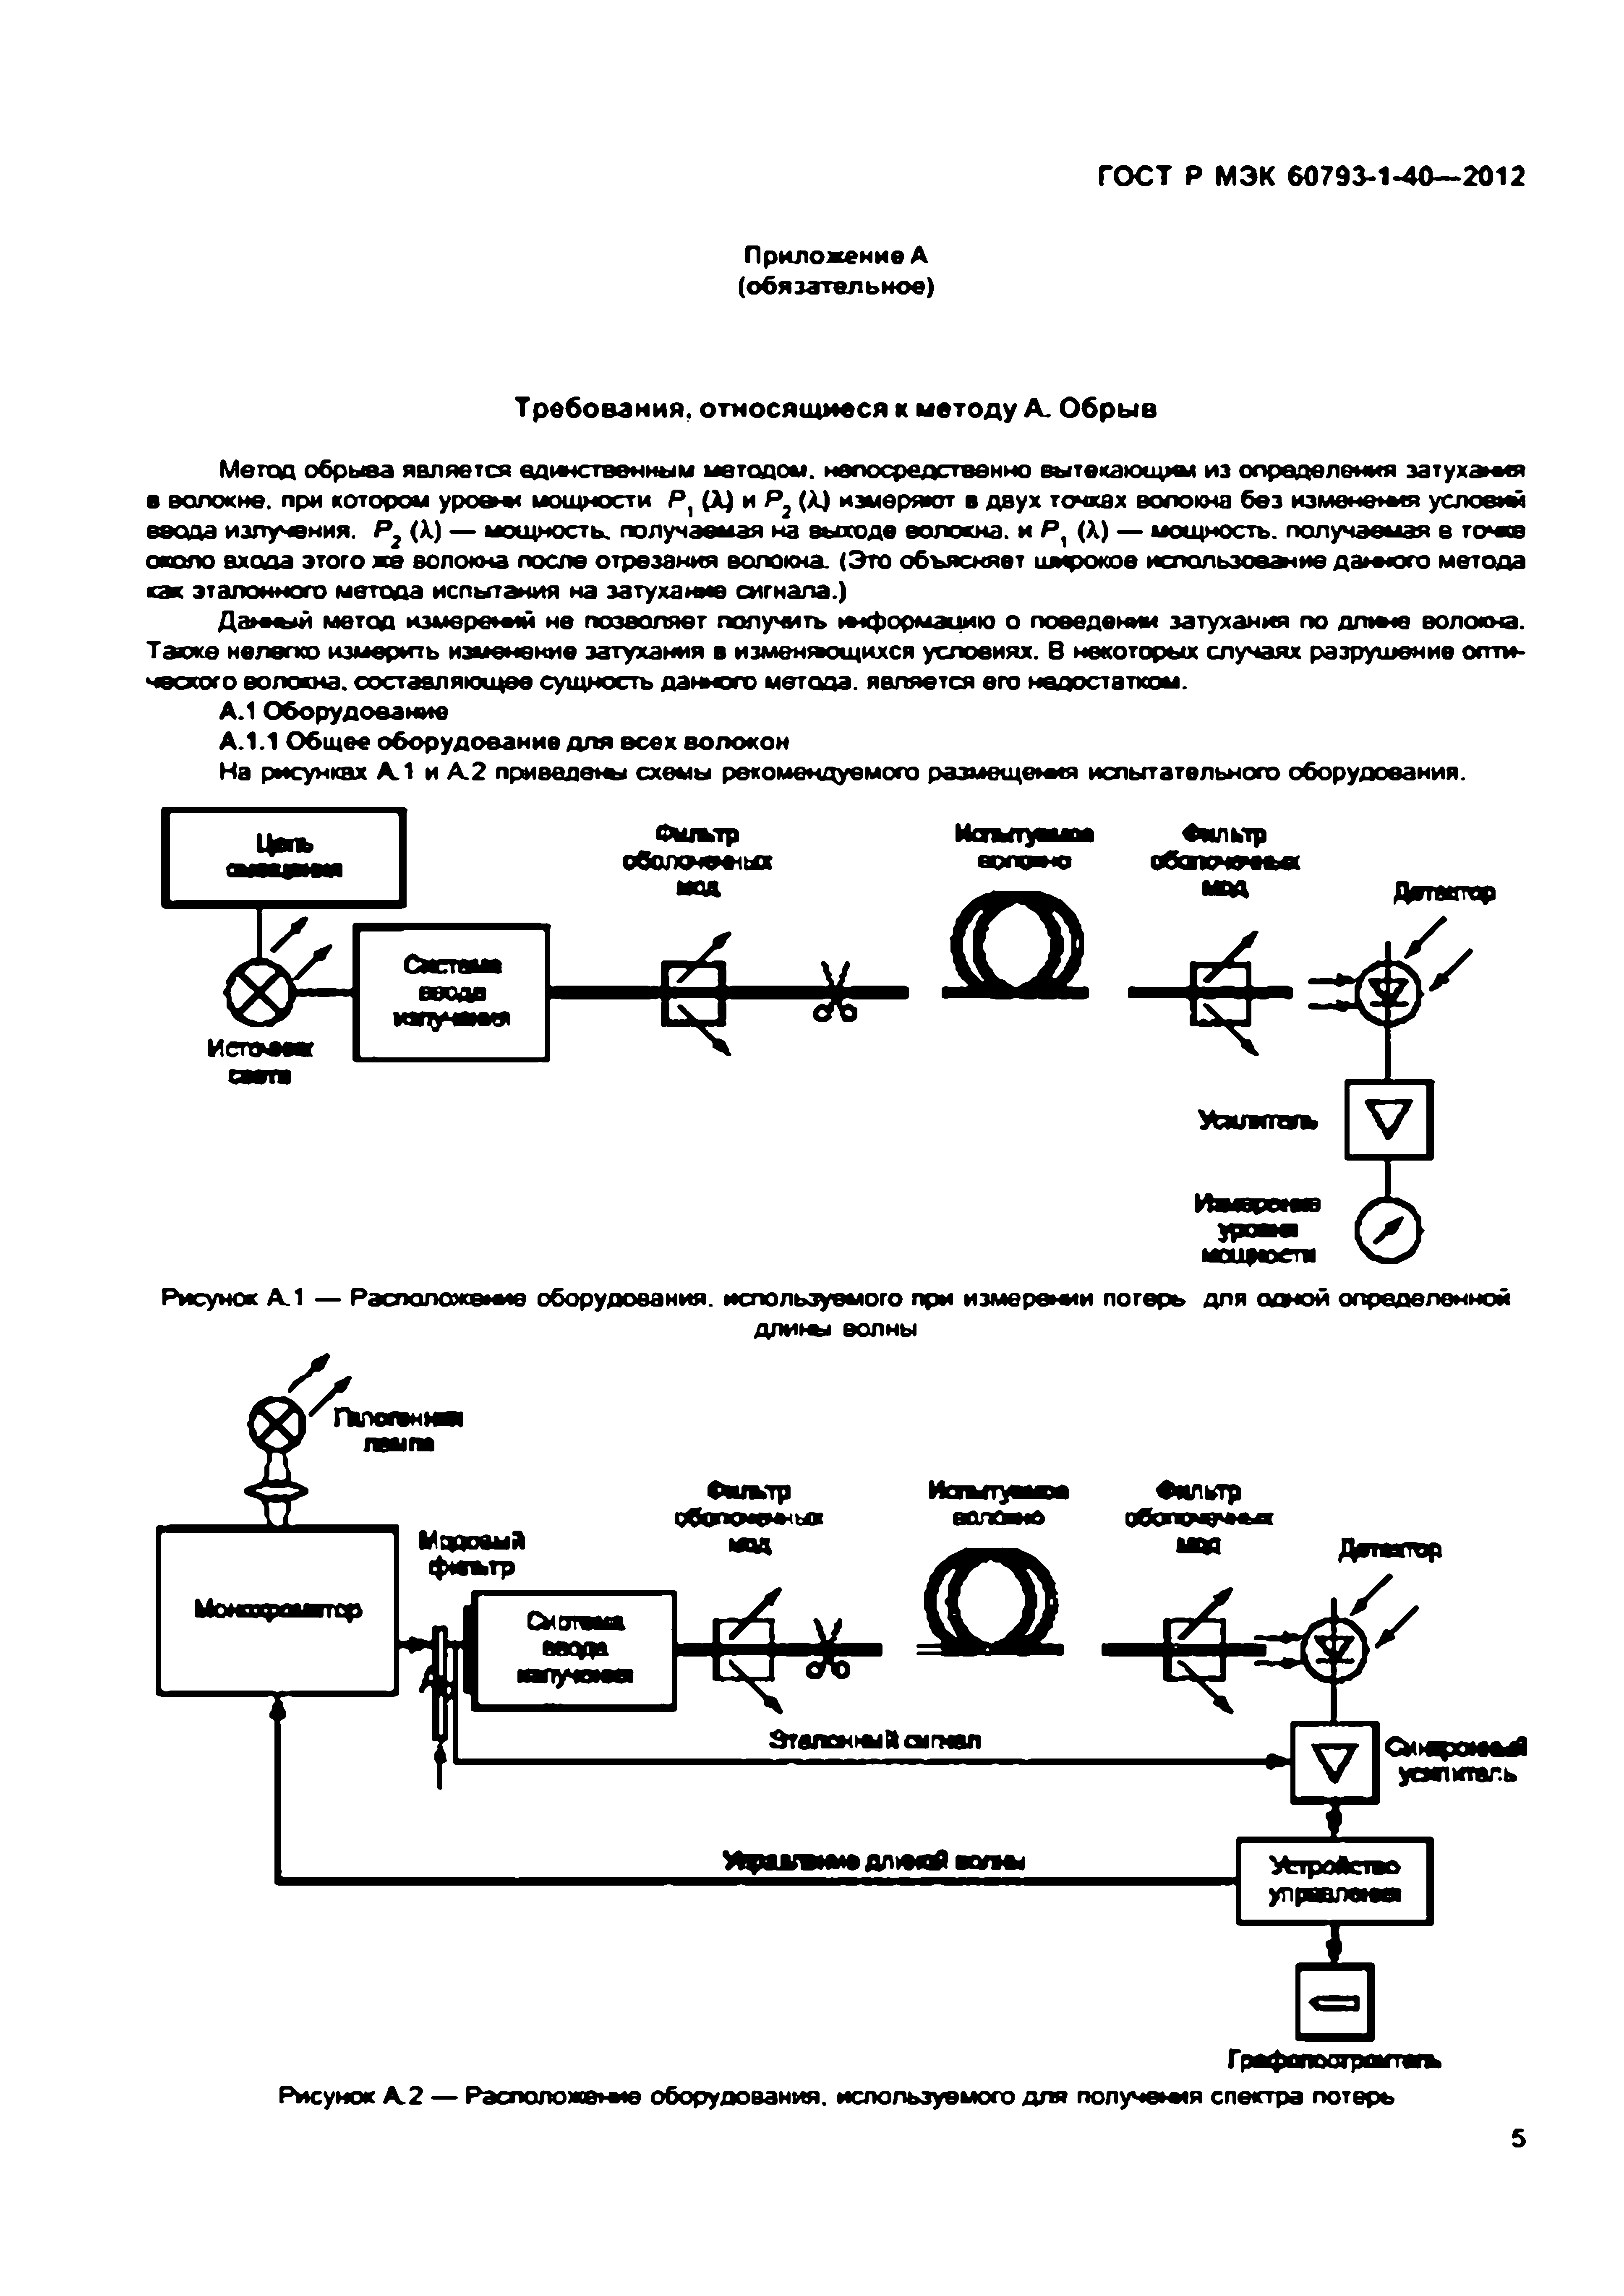 ГОСТ Р МЭК 60793-1-40—2012
Приложение А
(обязательное)
Требования, относящиеся к методу А. Обрыв
Метод обрыва является единственным методом, непосредственно вытекающим из определения затухания
в волокне, при котором уровни мощности P₁ (λ) и P₂ (λ) измеряют в двух точках волокна без изменения условий
ввода излучения. P₂ (λ) — мощность, получаемая на выходе волокна, и P₁ (λ) — мощность, получаемая в точке
около входа этого же волокна после отрезания волокна. (Это объясняет широкое использование данного метода
как эталонного метода испытания на затухание сигнала.)
Данный метод измерений не позволяет получить информацию о поведении затухания по длине волокна.
Также нелегко измерить изменение затухания в изменяющихся условиях. В некоторых случаях разрушение опти-
ческого волокна, составляющее сущность данного метода, является его недостатком.
А.1 Оборудование
А.1.1 Общее оборудование для всех волокон
На рисунках А.1 и А.2 приведены схемы рекомендуемого размещения испытательного оборудования.
Цепь
смещения
Фильтр
оболочечных
мод
Испытуемое
волокно
Фильтр
оболочечных
мод
Детектор
Система
ввода
излучения
Источник
света
Усилитель
Измерение
уровня
мощности
Рисунок А.1 — Расположение оборудования, используемого при измерении потерь для одной определенной
длины волны
Галогенная
лампа
Монохроматор
Модовый
фильтр
Система
ввода
излучения
Фильтр
оболочечных
мод
Испытуемое
волокно
Фильтр
оболочечных
мод
Детектор
Эталонный сигнал
Синхронный
усилитель
Управление длиной волны
Устройство
управления
Графопостроитель
Рисунок А.2 — Расположение оборудования, используемого для получения спектра потерь
5